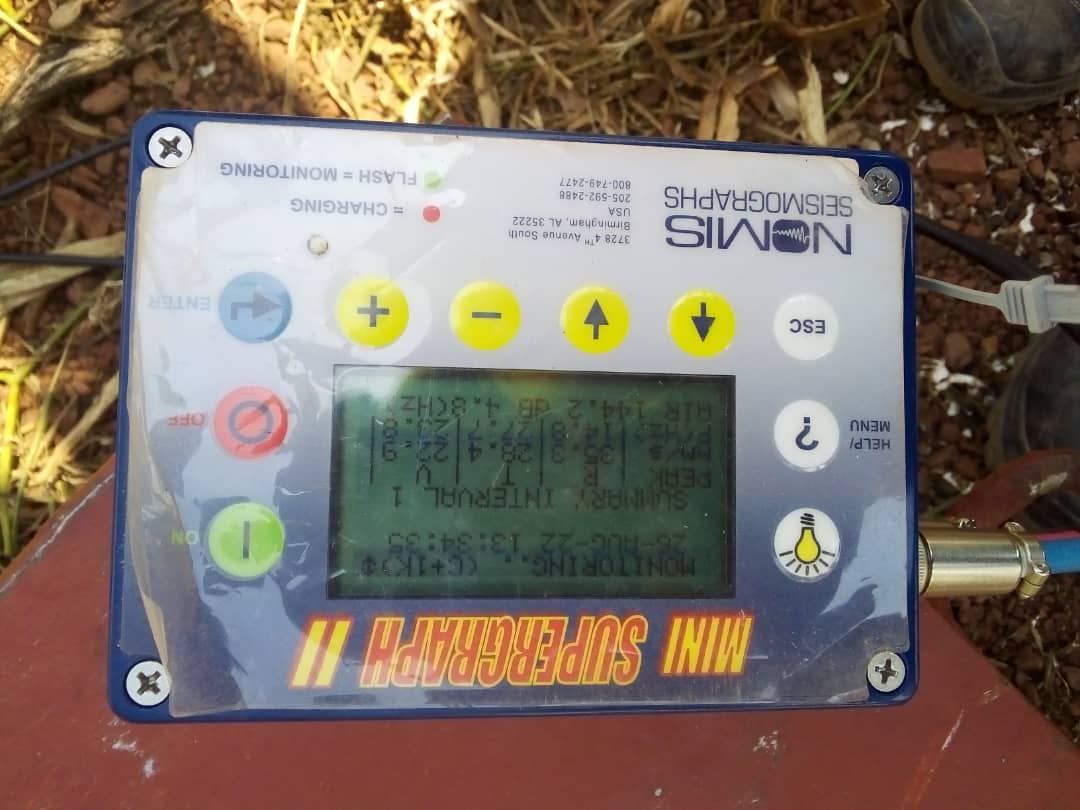 MINI SUPERGRAPH II
MONITORING... (C+1K)
26-AUG-22 13:34:35
SUMMARY INTERVAL 1
PEAK | R | T | V |
mm/s | 35.3 | 28.4 | 22.9
14.8 | 27.7 | 23.8
AIR 144.2 dB 4.8(Hz)
ON
HELP/
MENU
?
OFF
ESC
ENTER
NOMIS
SEISMOGRAPHS
3728 4TH Avenue South
Birmingham, AL 35222
USA
205-592-2488
800-749-2477
= CHARGING
FLASH = MONITORING